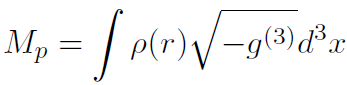 $M_p = \int \rho(r)\sqrt{-g^{(3)}}d^3x$